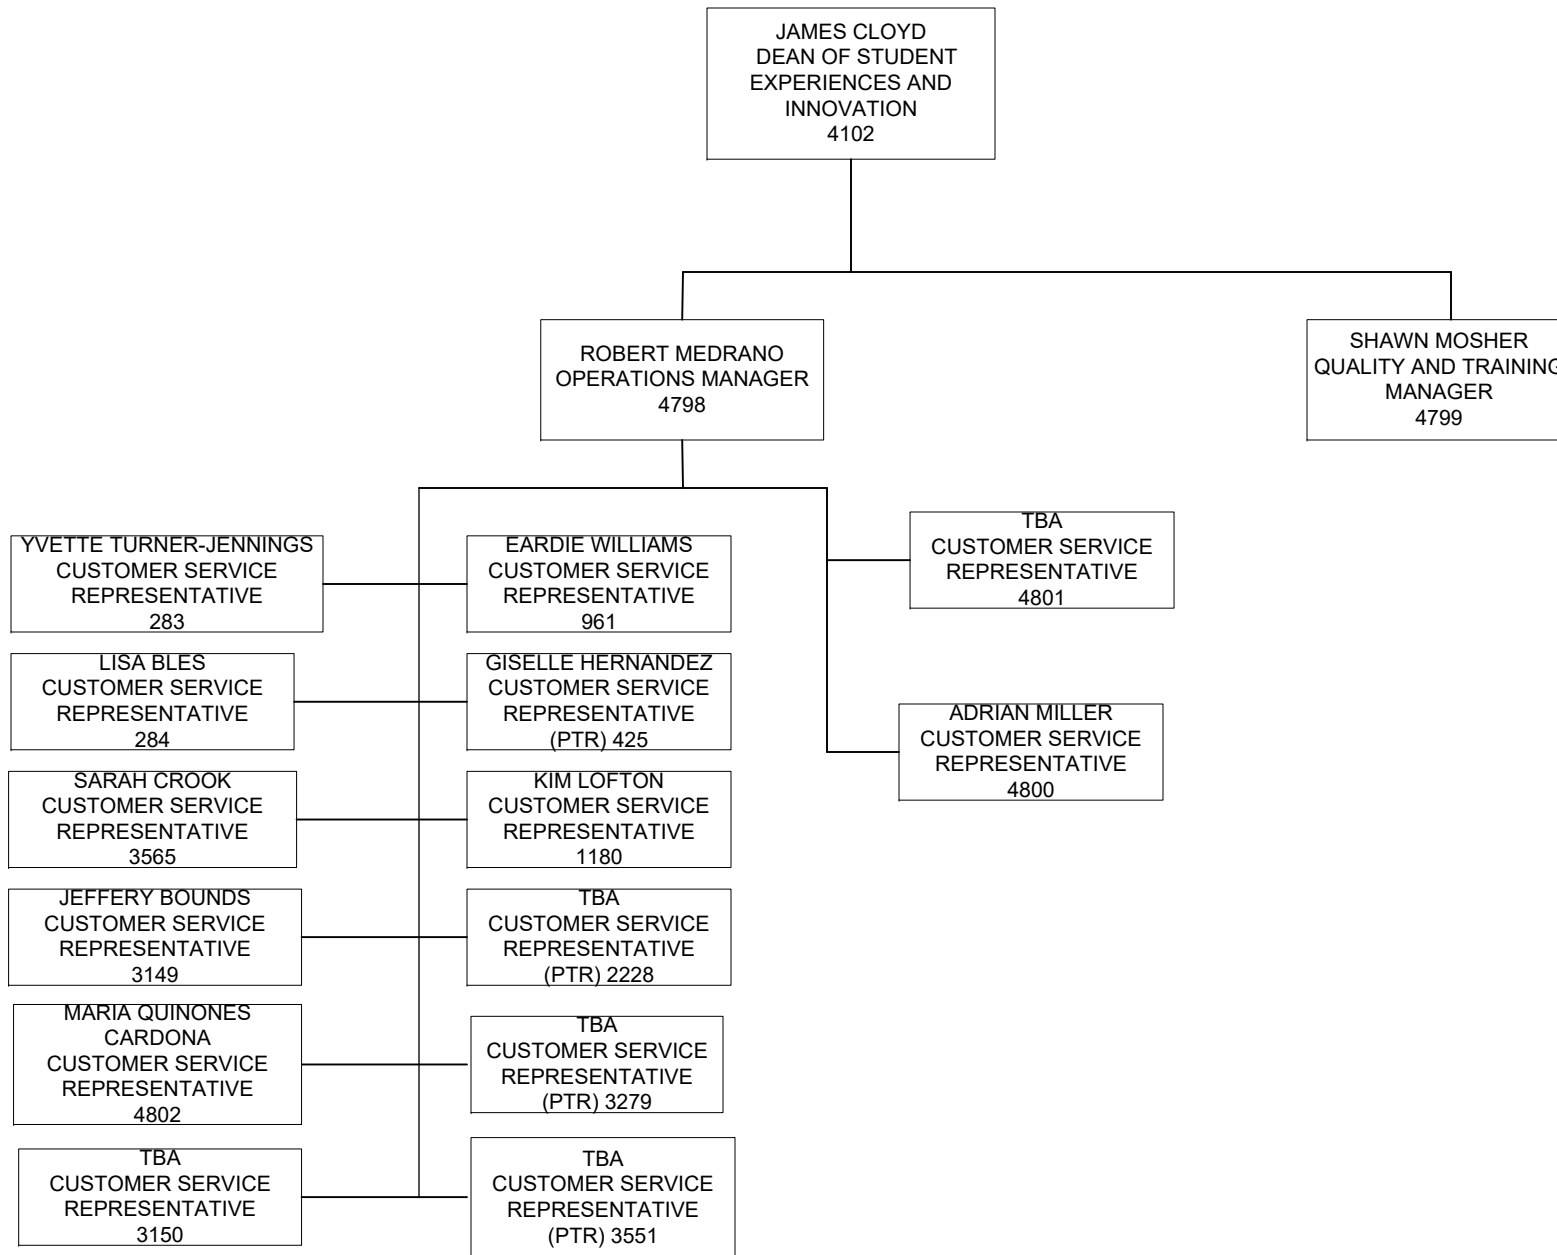 JAMES CLOYD
DEAN OF STUDENT
EXPERIENCES AND
INNOVATION
4102
ROBERT MEDRANO
OPERATIONS MANAGER
4798
SHAWN MOSHER
QUALITY AND TRAINING
MANAGER
4799
YVETTE TURNER-JENNINGS
CUSTOMER SERVICE
REPRESENTATIVE
283
EARDIE WILLIAMS
CUSTOMER SERVICE
REPRESENTATIVE
961
TBA
CUSTOMER SERVICE
REPRESENTATIVE
4801
LISA BLES
CUSTOMER SERVICE
REPRESENTATIVE
284
GISELLE HERNANDEZ
CUSTOMER SERVICE
REPRESENTATIVE
(PTR) 425
ADRIAN MILLER
CUSTOMER SERVICE
REPRESENTATIVE
4800
SARAH CROOK
CUSTOMER SERVICE
REPRESENTATIVE
3565
KIM LOFTON
CUSTOMER SERVICE
REPRESENTATIVE
1180
JEFFERY BOUNDS
CUSTOMER SERVICE
REPRESENTATIVE
3149
TBA
CUSTOMER SERVICE
REPRESENTATIVE
(PTR) 2228
MARIA QUINONES
CARDONA
CUSTOMER SERVICE
REPRESENTATIVE
4802
TBA
CUSTOMER SERVICE
REPRESENTATIVE
(PTR) 3279
TBA
CUSTOMER SERVICE
REPRESENTATIVE
3150
TBA
CUSTOMER SERVICE
REPRESENTATIVE
(PTR) 3551